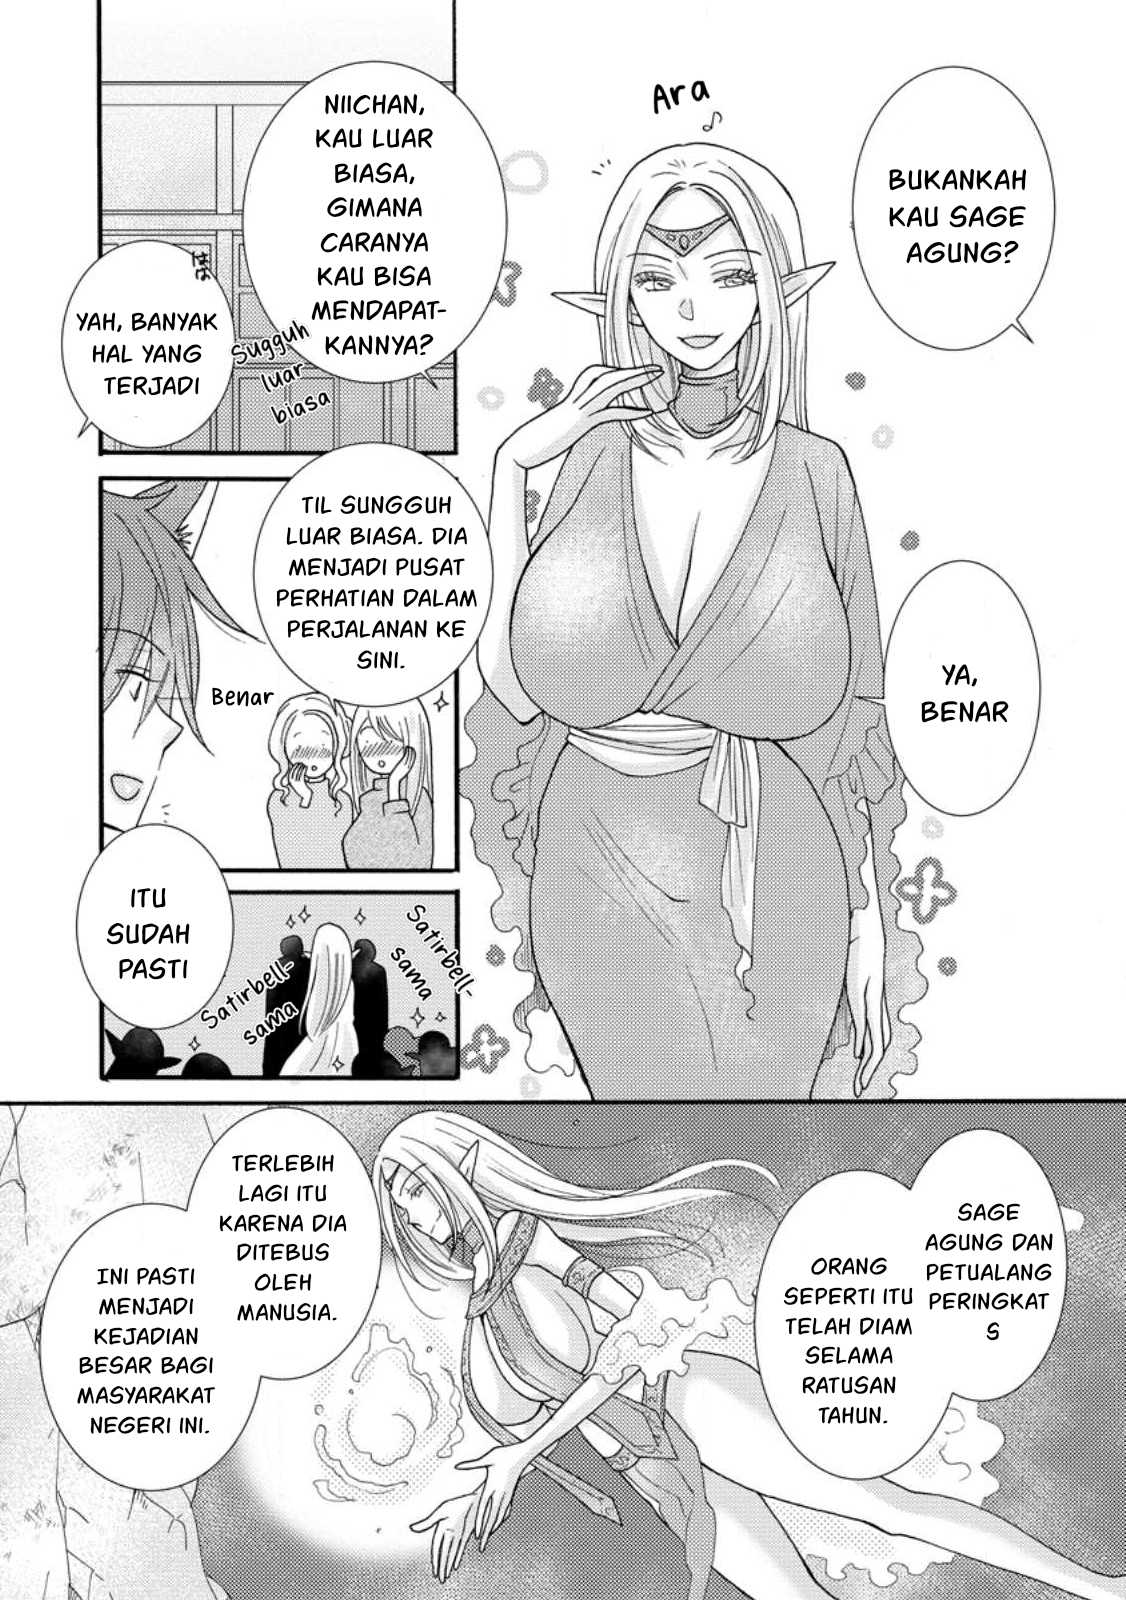 BUKANKAH
KAU SAGE
AGUNG?
Ara
YA,
BENAR
NIICHAN,
KAU LUAR
BIASA,
GIMANA
CARANYA
KAU BISA
MENDAPAT-
KANNYA?
YAH, BANYAK
HAL YANG
TERJADI
Sugguh
luar
biasa
TIL SUNGGUH
LUAR BIASA. DIA
MENJADI PUSAT
PERHATIAN DALAM
PERJALANAN KE
SINI.
Benar
ITU
SUDAH
PASTI
Satirbell-
sama
Satirbell-
sama
SAGE
AGUNG DAN
PETUALANG
PERINGKAT
S
ORANG
SEPERTI ITU
TELAH DIAM
SELAMA
RATUSAN
TAHUN.
TERLEBIH
LAGI ITU
KARENA DIA
DITEBUS
OLEH
MANUSIA.
INI PASTI
MENJADI
KEJADIAN
BESAR BAGI
MASYARAKAT
NEGERI INI.